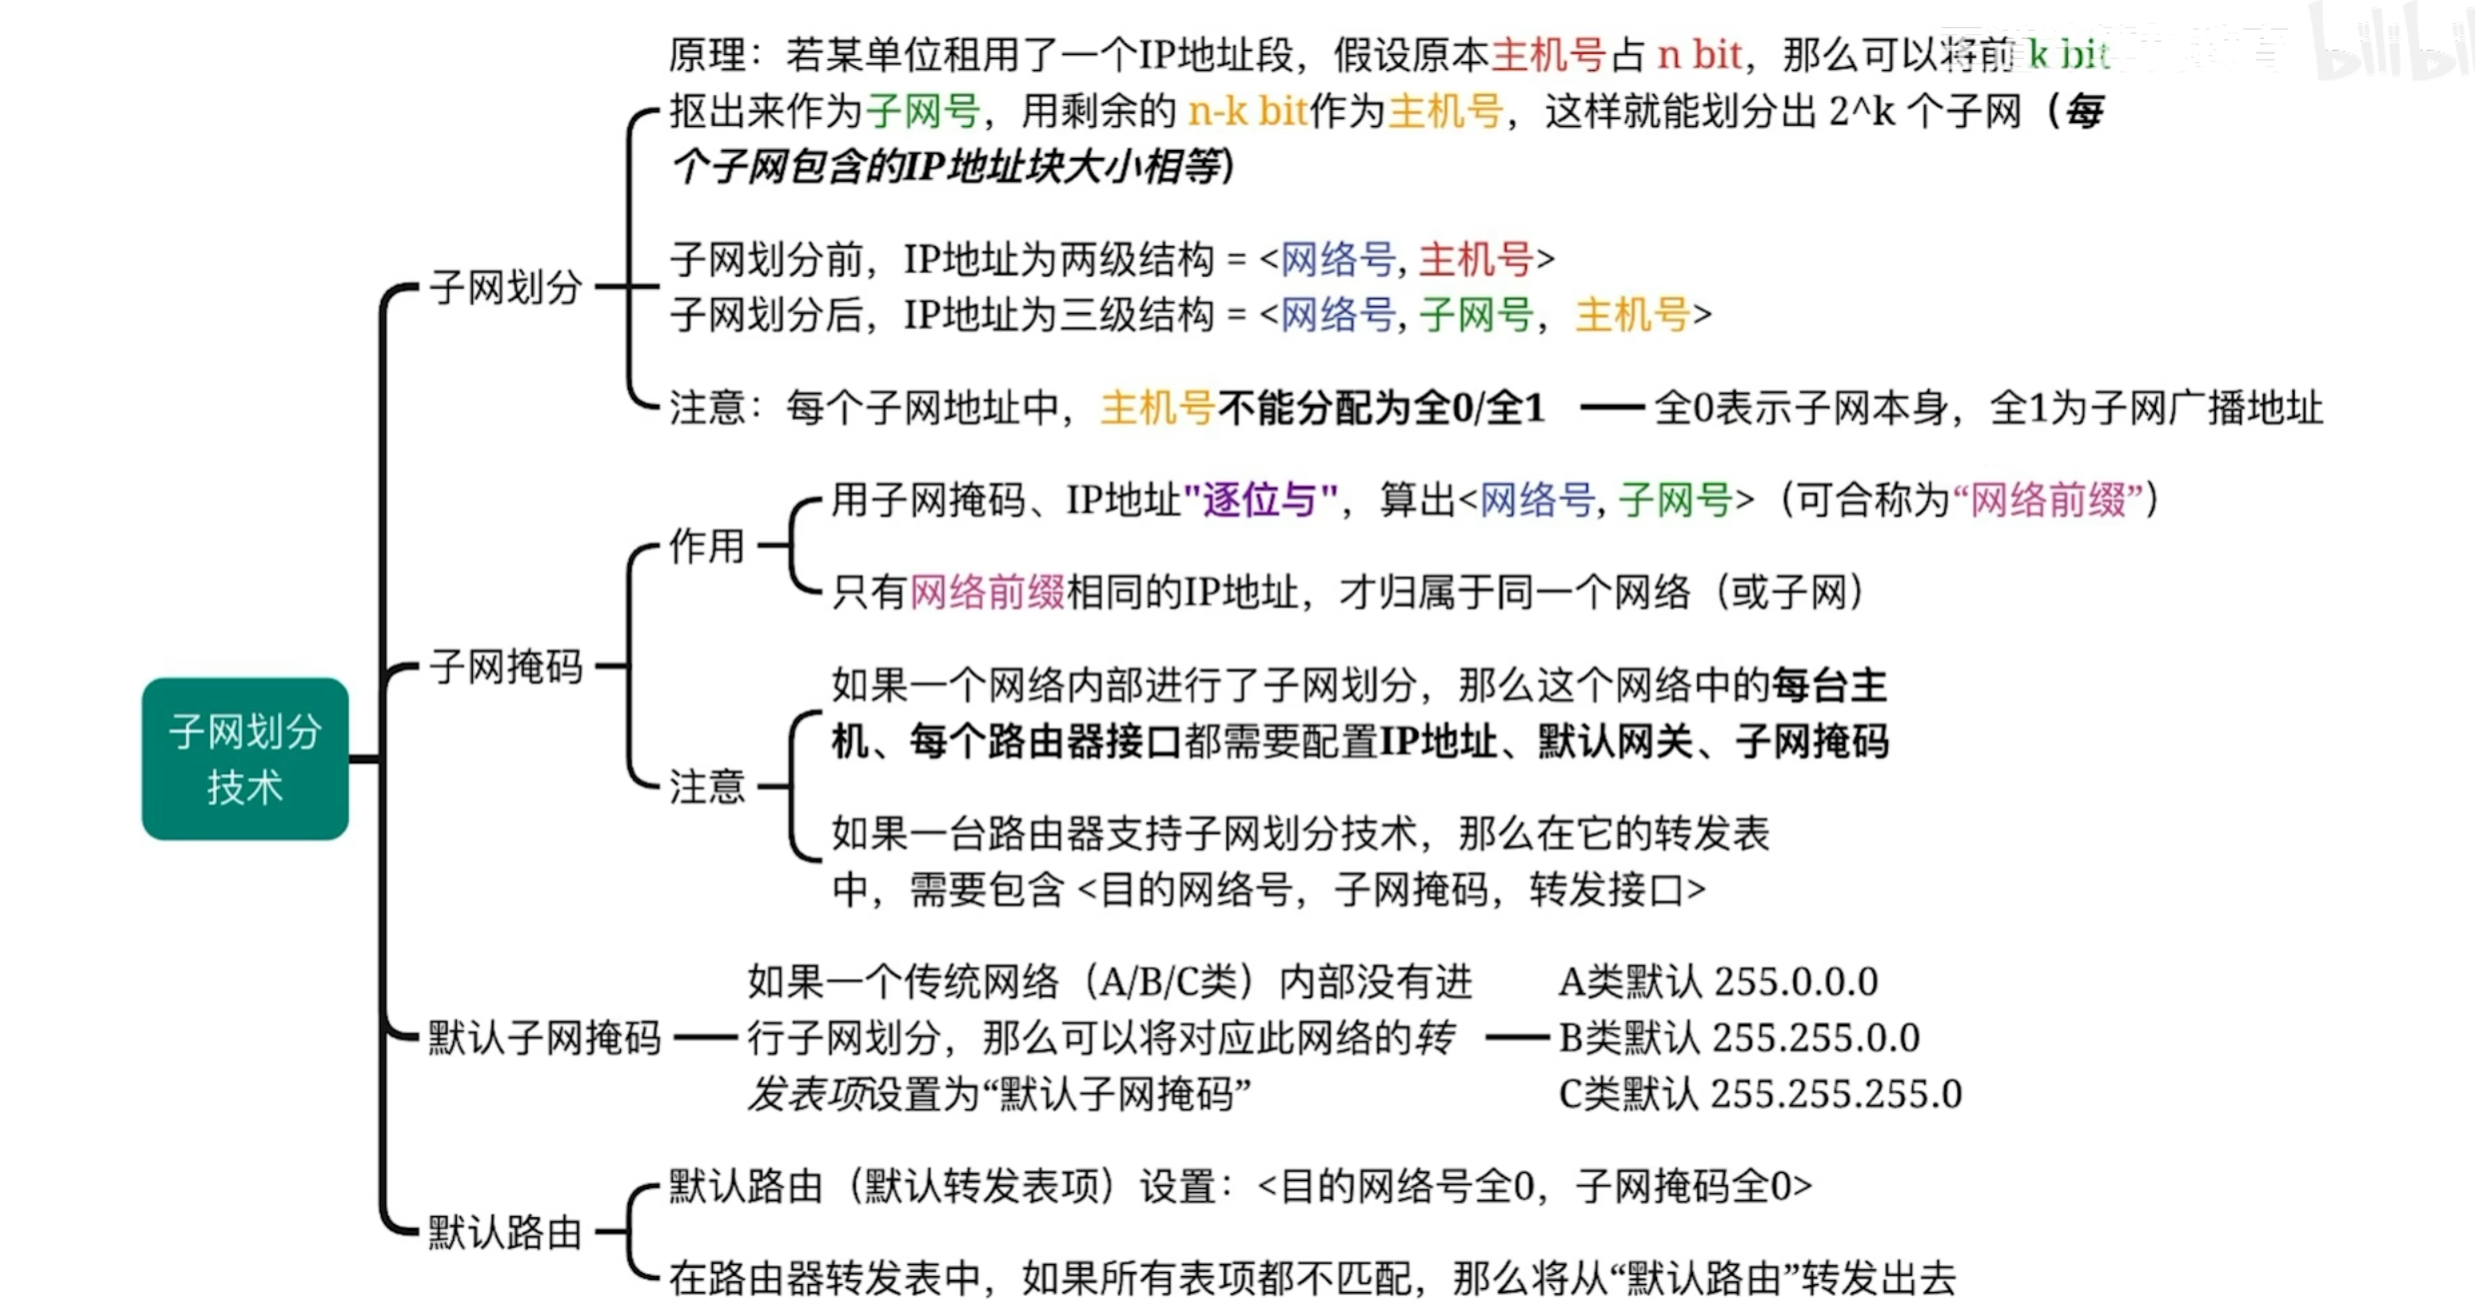 原理：若某单位租用了一个IP地址段，假设原本主机号占 n bit，那么可以将前 k bit
抠出来作为子网号，用剩余的 n-k bit作为主机号，这样就能划分出 2^k 个子网（每
个子网包含的IP地址块大小相等）
子网划分
子网划分前，IP地址为两级结构 = <网络号, 主机号>
子网划分后，IP地址为三级结构 = <网络号, 子网号，主机号>
注意：每个子网地址中，主机号不能分配为全0/全1
全0表示子网本身，全1为子网广播地址
子网划分
技术
子网掩码
作用
用子网掩码、IP地址"逐位与"，算出<网络号, 子网号>（可合称为“网络前缀”）
只有网络前缀相同的IP地址，才归属于同一个网络（或子网）
注意
如果一个网络内部进行了子网划分，那么这个网络中的每台主
机、每个路由器接口都需要配置IP地址、默认网关、子网掩码
如果一台路由器支持子网划分技术，那么在它的转发表
中，需要包含 <目的网络号，子网掩码，转发接口>
默认子网掩码
如果一个传统网络（A/B/C类）内部没有进
行子网划分，那么可以将对应此网络的转
发表项设置为“默认子网掩码”
A类默认 255.0.0.0
B类默认 255.255.0.0
C类默认 255.255.255.0
默认路由
默认路由（默认转发表项）设置：<目的网络号全0，子网掩码全0>
在路由器转发表中，如果所有表项都不匹配，那么将从“默认路由”转发出去